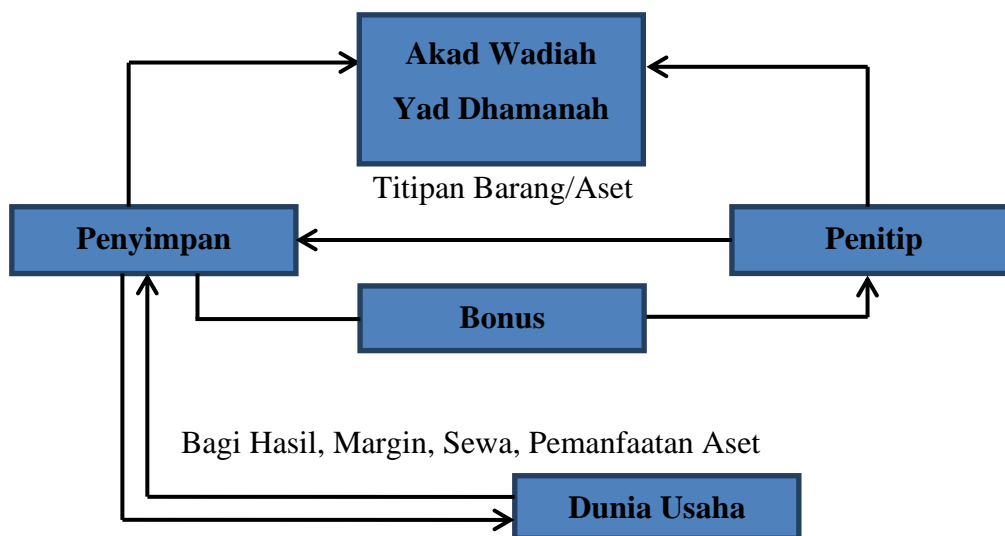 Akad Wadiah
Yad Dhamanah
Titipan Barang/Aset
Penyimpan
Penitip
Bonus
Bagi Hasil, Margin, Sewa, Pemanfaatan Aset
Dunia Usaha